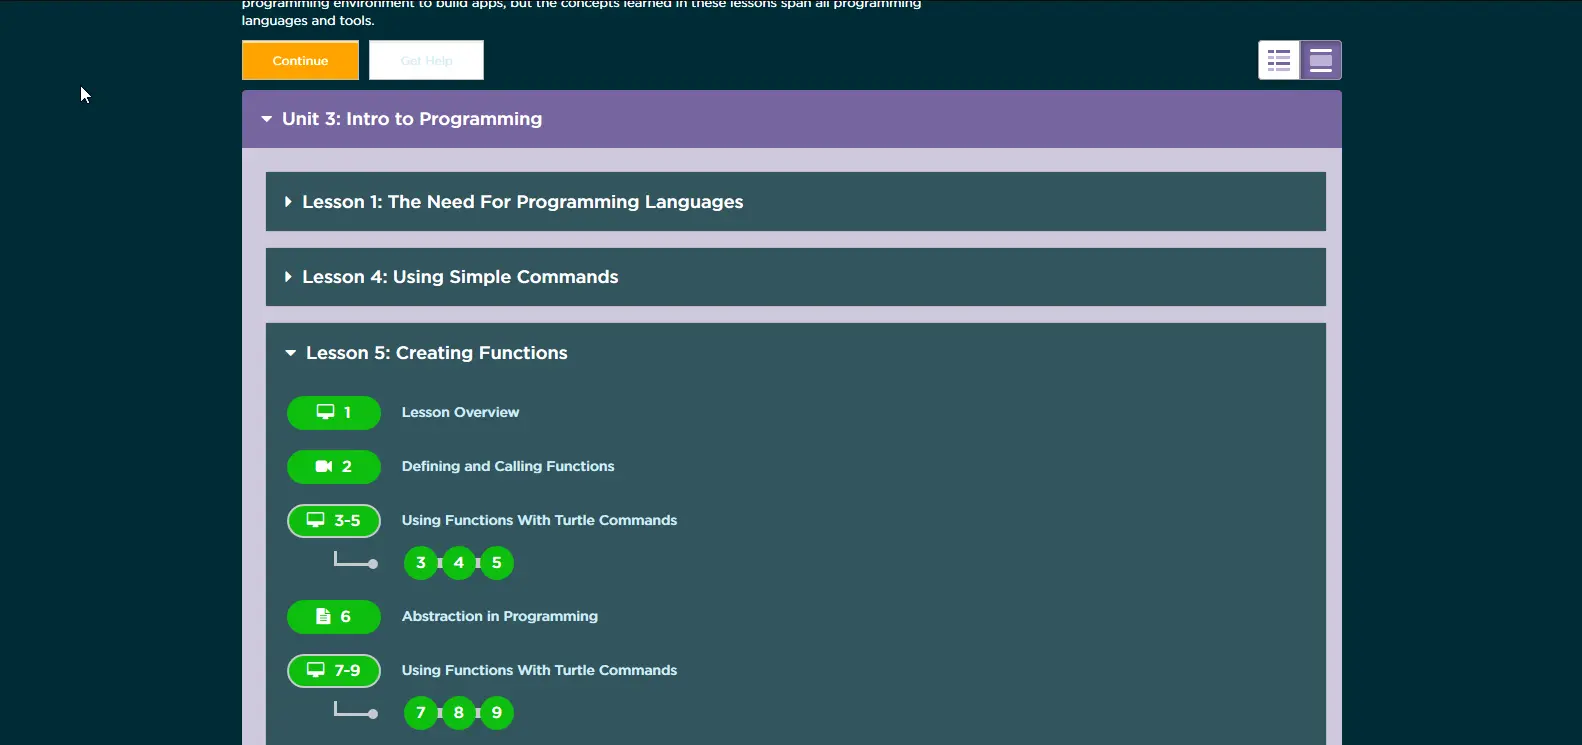 programming environment to build apps, but the concepts learned in these lessons span all programming
languages and tools.
Continue
Get Help
Unit 3: Intro to Programming
Lesson 1: The Need For Programming Languages
Lesson 4: Using Simple Commands
Lesson 5: Creating Functions
1 Lesson Overview
2 Defining and Calling Functions
3-5 Using Functions With Turtle Commands
3 4 5
6 Abstraction in Programming
7-9 Using Functions With Turtle Commands
7 8 9